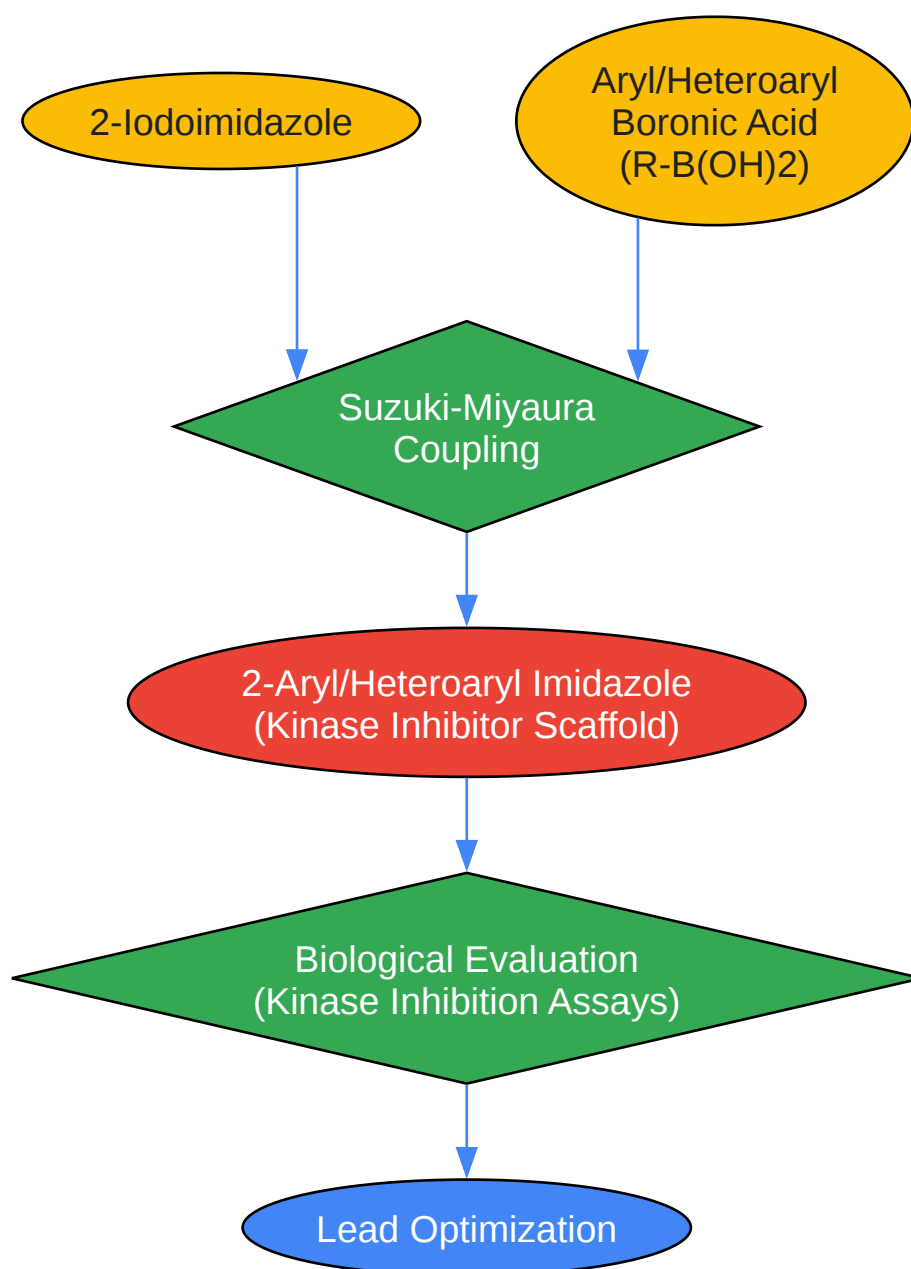 2-Iodoimidazole
Aryl/Heteroaryl
Boronic Acid
(R-B(OH)2)
Suzuki-Miyaura
Coupling
2-Aryl/Heteroaryl Imidazole
(Kinase Inhibitor Scaffold)
Biological Evaluation
(Kinase Inhibition Assays)
Lead Optimization